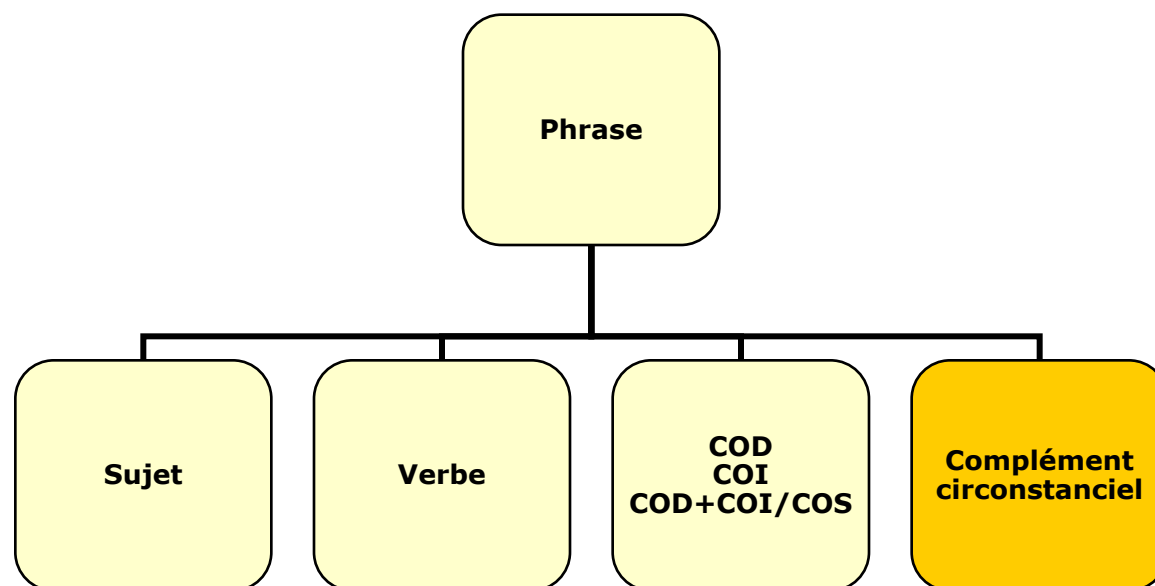 Phrase
Sujet
Verbe
COD
COI
COD+COI/COS
Complément
circonstanciel